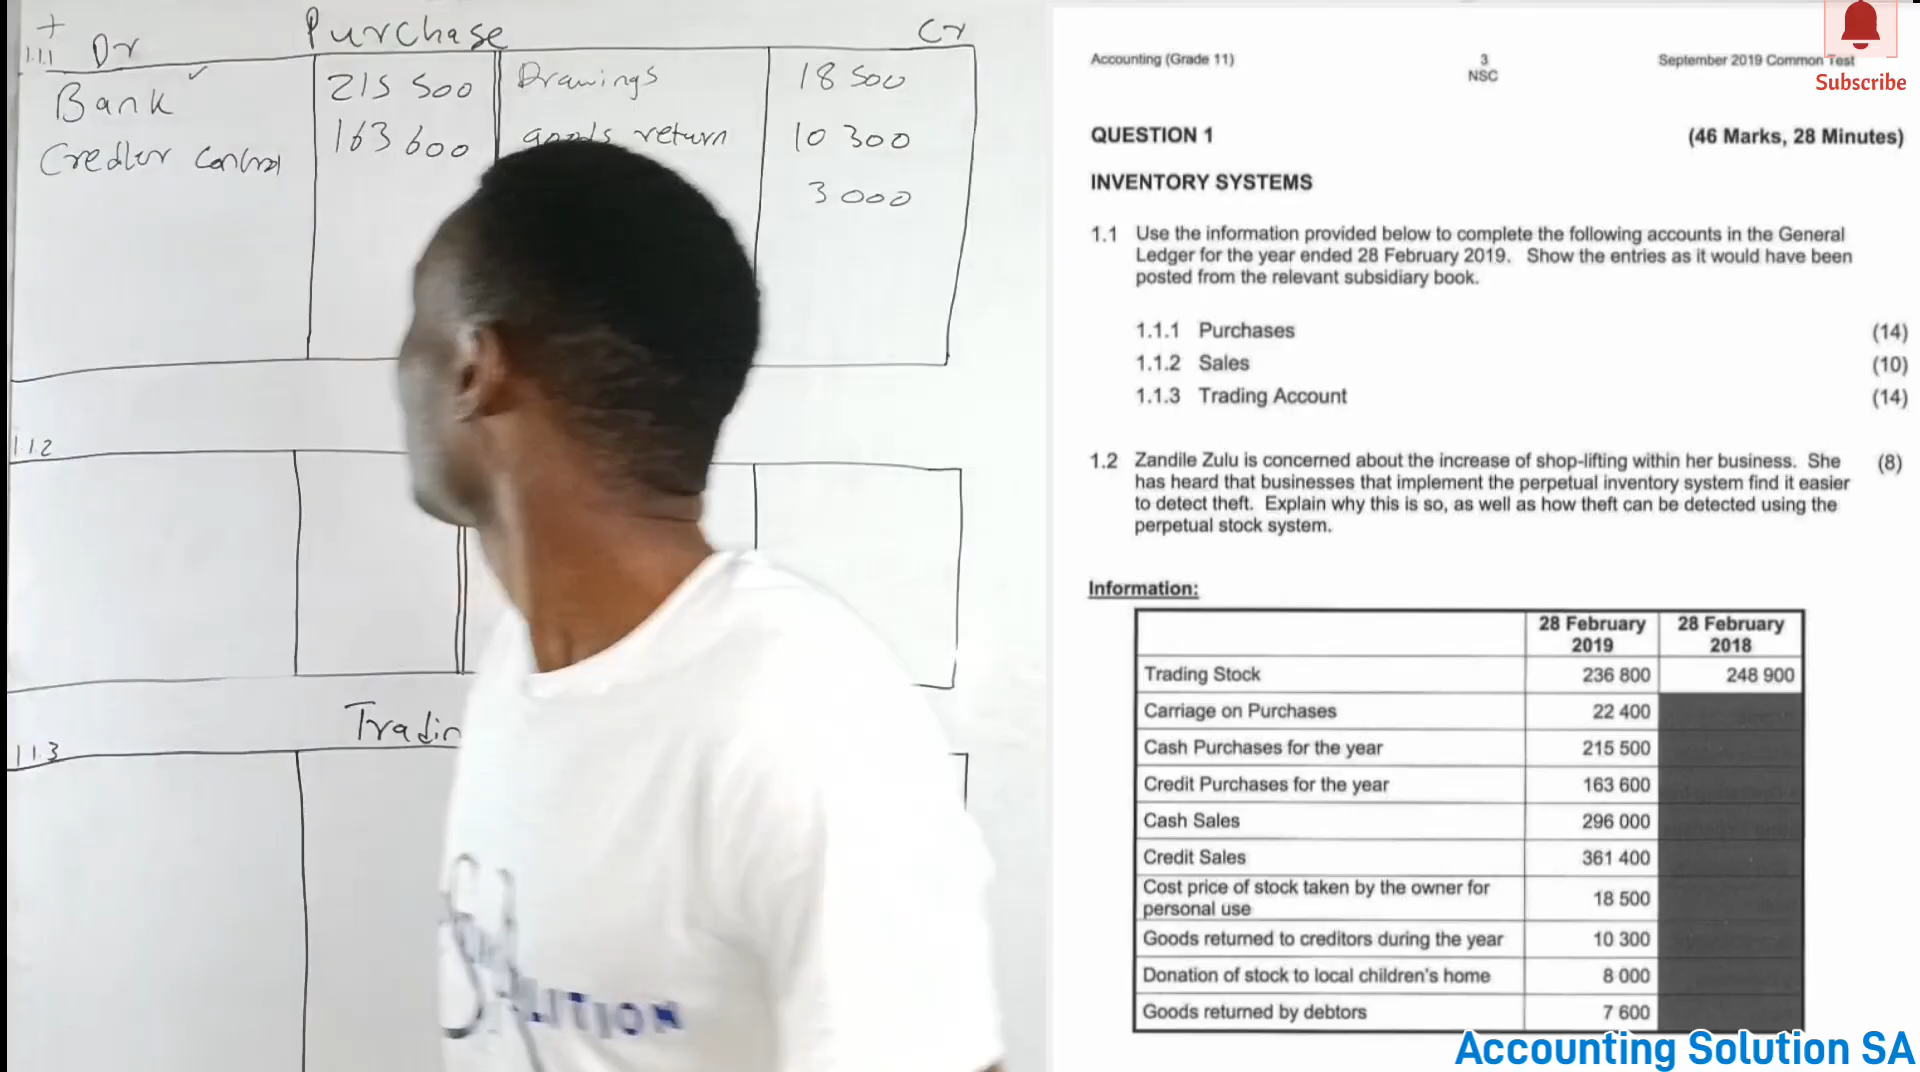 +
1.1.1 Dr Purchase Cr
Bank 215 500 Drawings 18 500
Creditor Control 163 600 goods return 10 300
3 000
1.1.2
Tradin
1.1.3
LUTION
Subscribe
Accounting (Grade 11) 3 September 2019 Common Test
NSC
QUESTION 1 (46 Marks, 28 Minutes)
INVENTORY SYSTEMS
1.1 Use the information provided below to complete the following accounts in the General
Ledger for the year ended 28 February 2019. Show the entries as it would have been
posted from the relevant subsidiary book.
1.1.1 Purchases (14)
1.1.2 Sales (10)
1.1.3 Trading Account (14)
1.2 Zandile Zulu is concerned about the increase of shop-lifting within her business. She (8)
has heard that businesses that implement the perpetual inventory system find it easier
to detect theft. Explain why this is so, as well as how theft can be detected using the
perpetual stock system.
Information:
28 February 28 February
2019 2018
Trading Stock 236 800 248 900
Carriage on Purchases 22 400
Cash Purchases for the year 215 500
Credit Purchases for the year 163 600
Cash Sales 296 000
Credit Sales 361 400
Cost price of stock taken by the owner for
personal use 18 500
Goods returned to creditors during the year 10 300
Donation of stock to local children's home 8 000
Goods returned by debtors 7 600
Accounting Solution SA